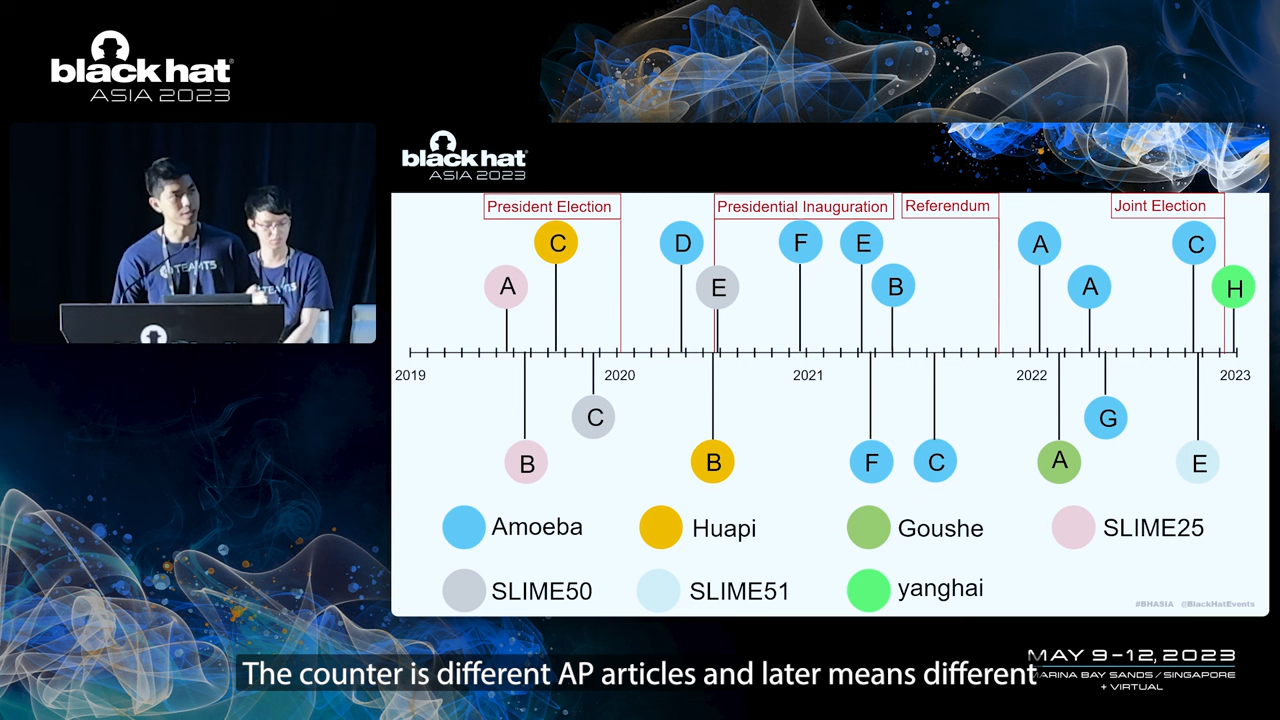 black hat
ASIA 2023
TEAMT5
black hat
ASIA 2023
President Election
Presidential Inauguration
Referendum
Joint Election
C
D
F
E
A
C
A
E
B
A
H
2019
2020
2021
2022
2023
C
G
B
B
F
C
A
E
Amoeba
Huapi
Goushe
SLIME25
SLIME50
SLIME51
yanghai
#BHASIA @BlackHatEvents
The counter is different AP articles and later means different
MAY 9-12, 2023
MARINA BAY SANDS / SINGAPORE
+ VIRTUAL